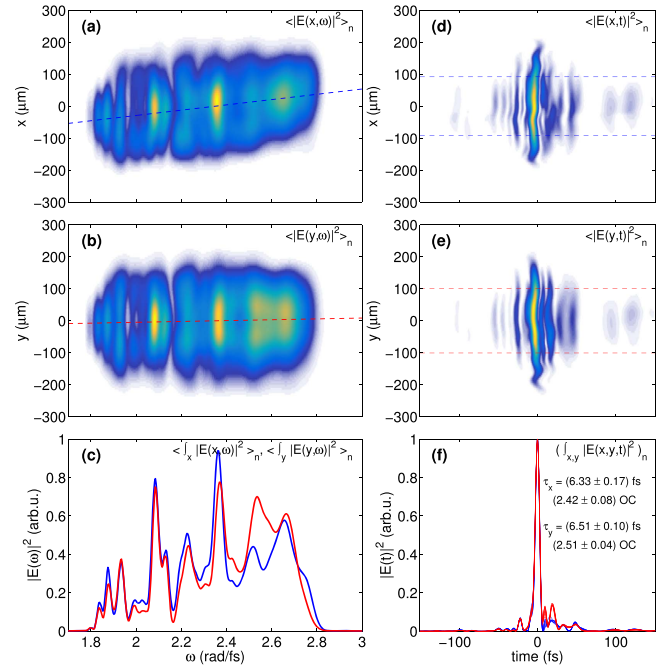 (a) <|E(x,ω)|²>ₙ
300
200
100
0
−100
−200
−300
x (μm)
(d) <|E(x,t)|²>ₙ
300
200
100
0
−100
−200
−300
x (μm)
(b) <|E(y,ω)|²>ₙ
300
200
100
0
−100
−200
−300
y (μm)
(e) <|E(y,t)|²>ₙ
300
200
100
0
−100
−200
−300
y (μm)
(c) < ∫ₓ |E(x,ω)|² >ₙ, < ∫y |E(y,ω)|² >ₙ
1
0.8
0.6
0.4
0.2
0
|E(ω)|² (arb.u.)
1.8 2 2.2 2.4 2.6 2.8 3
ω (rad/fs)
(f) ( ∫x,y |E(x,y,t)|² )ₙ
τₓ = (6.33 ± 0.17) fs
(2.42 ± 0.08) OC
τy = (6.51 ± 0.10) fs
(2.51 ± 0.04) OC
1
0.8
0.6
0.4
0.2
0
|E(t)|² (arb.u.)
−100 0 100
time (fs)